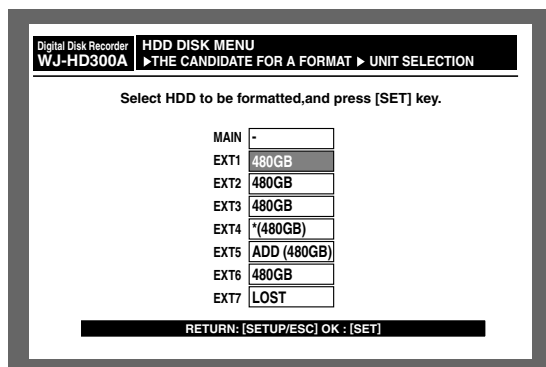 Digital Disk Recorder
WJ-HD300A
HDD DISK MENU
▶THE CANDIDATE FOR A FORMAT ▶ UNIT SELECTION
Select HDD to be formatted,and press [SET] key.
MAIN -
EXT1 480GB
EXT2 480GB
EXT3 480GB
EXT4 *(480GB)
EXT5 ADD (480GB)
EXT6 480GB
EXT7 LOST
RETURN: [SETUP/ESC] OK : [SET]